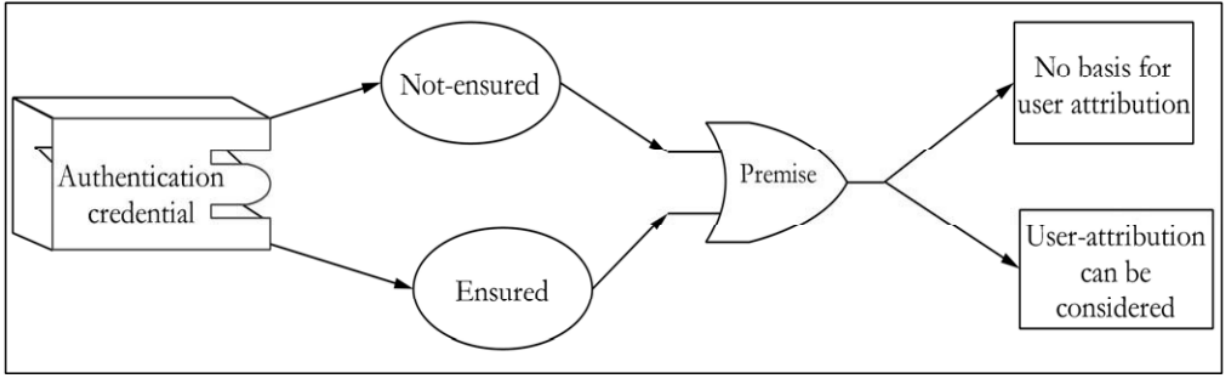 Authentication
credential
Not-ensured
Ensured
Premise
No basis for
user attribution
User-attribution
can be
considered